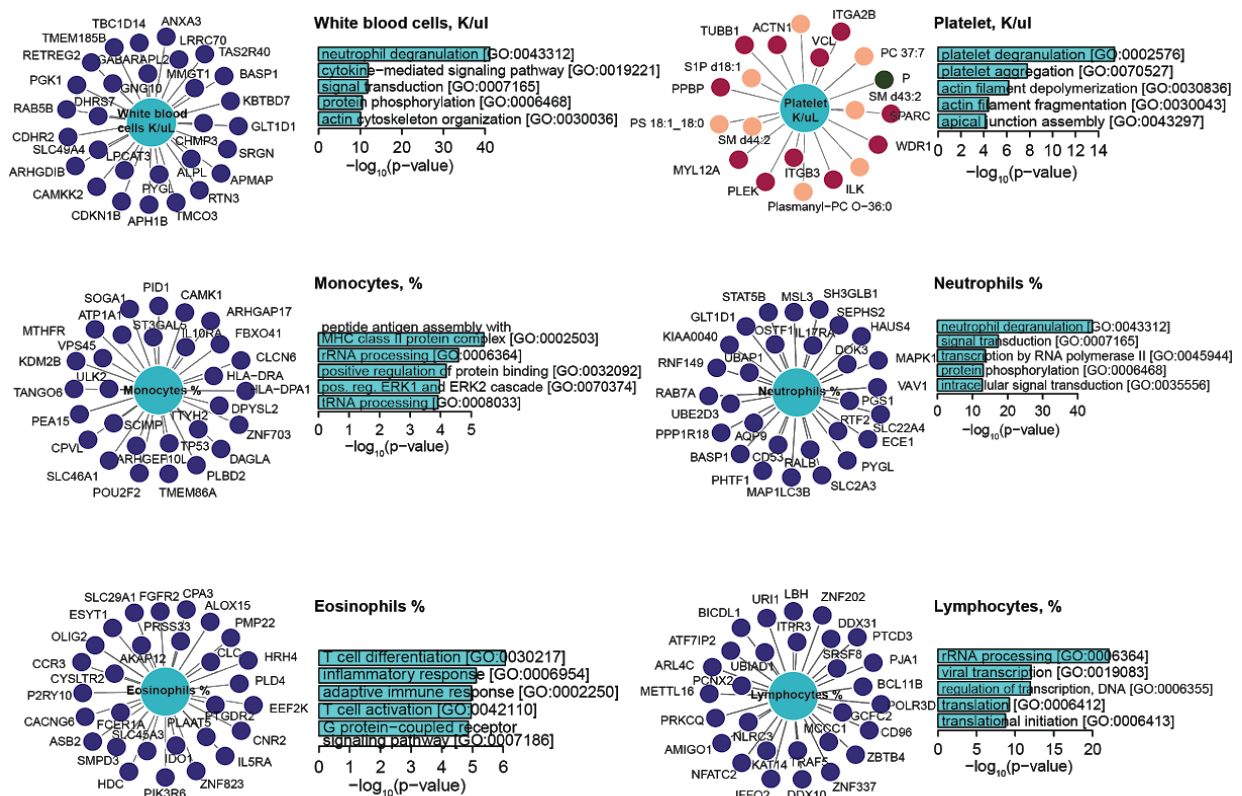 White blood cells, K/ul
TBC1D14
ANXA3
TMEM185B
LRRC70
RETREG2
GABARAPL2
TAS2R40
PGK1
MMGT1
BASP1
GNG10
RAB5B
DHRS7
KBTBD7
White blood
cells K/uL
CDHR2
GLT1D1
SLC49A4
CHMP3
SRGN
LPCAT3
ARHGDIB
ALPL
APMAP
CAMKK2
PYGL
RTN3
CDKN1B
APH1B
TMCO3
neutrophil degranulation [GO:0043312]
cytokine−mediated signaling pathway [GO:0019221]
signal transduction [GO:0007165]
protein phosphorylation [GO:0006468]
actin cytoskeleton organization [GO:0030036]
0 10 20 30 40
−log10(p−value)
Platelet, K/ul
ITGA2B
ACTN1
TUBB1
VCL
PC 37:7
S1P d18:1
P
PPBP
Platelet
K/uL
SM d43:2
SPARC
PS 18:1_18:0
SM d44:2
WDR1
MYL12A
ITGB3
PLEK
ILK
Plasmanyl−PC O−36:0
platelet degranulation [GO:0002576]
platelet aggregation [GO:0070527]
actin filament depolymerization [GO:0030836]
actin filament fragmentation [GO:0030043]
apical junction assembly [GO:0043297]
0 2 4 6 8 10 12 14
−log10(p−value)
Monocytes, %
PID1
SOGA1
CAMK1
ATP1A1
ARHGAP17
MTHFR
ST3GAL5
IL10RA
FBXO41
VPS45
KDM2B
CLCN6
ULK2
HLA−DRA
TANGO6
Monocytes %
HLA−DPA1
PEA15
DPYSL2
TYH2
SCIMP
ZNF703
CPVL
TP53
ARHGEF10L
DAGLA
SLC46A1
PLBD2
POU2F2
TMEM86A
peptide antigen assembly with
MHC class II protein complex [GO:0002503]
rRNA processing [GO:0006364]
positive regulation of protein binding [GO:0032092]
pos. reg. ERK1 and ERK2 cascade [GO:0070374]
tRNA processing [GO:0008033]
0 1 2 3 4 5
−log10(p−value)
Neutrophils %
MSL3
SH3GLB1
STAT5B
SEPHS2
GLT1D1
OSTF1
IL17RA
HAUS4
KIAA0040
DOK3
RNF149
UBAP1
MAPK1
RAB7A
Neutrophils %
VAV1
PGS1
UBE2D3
RTF2
SLC22A4
PPP1R18
AQP9
ECE1
BASP1
CD53
RALB
PYGL
PHTF1
SLC2A3
MAP1LC3B
neutrophil degranulation [GO:0043312]
signal transduction [GO:0007165]
transcription by RNA polymerase II [GO:0045944]
protein phosphorylation [GO:0006468]
intracellular signal transduction [GO:0035556]
0 10 20 30 40
−log10(p−value)
Eosinophils %
SLC29A1
FGFR2
CPA3
ESYT1
ALOX15
PRSS33
OLIG2
PMP22
AKAP12
CLC
CCR3
HRH4
CYSLTR2
PLD4
P2RY10
Eosinophils %
EEF2K
CACNG6
PTGDR2
FCER1A
PLAAT5
ASB2
SLC45A3
CNR2
SMPD3
IDO1
IL5RA
HDC
PIK3R6
ZNF823
T cell differentiation [GO:0030217]
inflammatory response [GO:0006954]
adaptive immune response [GO:0002250]
T cell activation [GO:0042110]
G protein−coupled receptor
signaling pathway [GO:0007186]
0 1 2 3 4 5 6
−log10(p−value)
Lymphocytes, %
LBH
URI1
ZNF202
BICDL1
ITPR3
DDX31
ATF7IP2
PTCD3
SRSF8
ARL4C
UBIAD1
PJA1
PCNX2
BCL11B
METTL16
Lymphocytes %
POLR3D
PRKCQ
GCFC2
CD96
AMIGO1
NLRC3
MCCC1
ZBTB4
NFATC2
KAT14
TRAF5
ZNF337
IFFO2
DDX10
rRNA processing [GO:0006364]
viral transcription [GO:0019083]
regulation of transcription, DNA [GO:0006355]
translation [GO:0006412]
translational initiation [GO:0006413]
0 5 10 15 20
−log10(p−value)